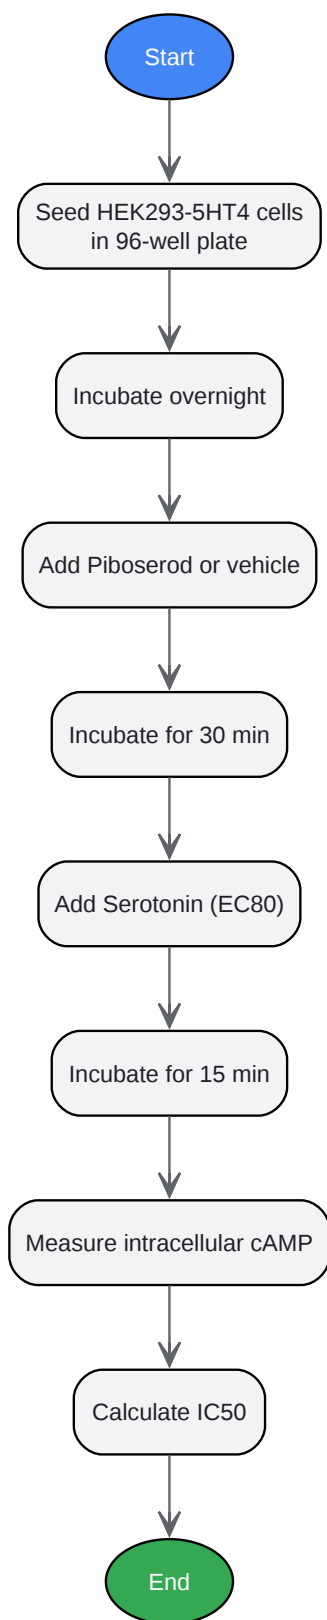 Start
Seed HEK293-5HT4 cells
in 96-well plate
Incubate overnight
Add Piboserod or vehicle
Incubate for 30 min
Add Serotonin (EC80)
Incubate for 15 min
Measure intracellular cAMP
Calculate IC50
End